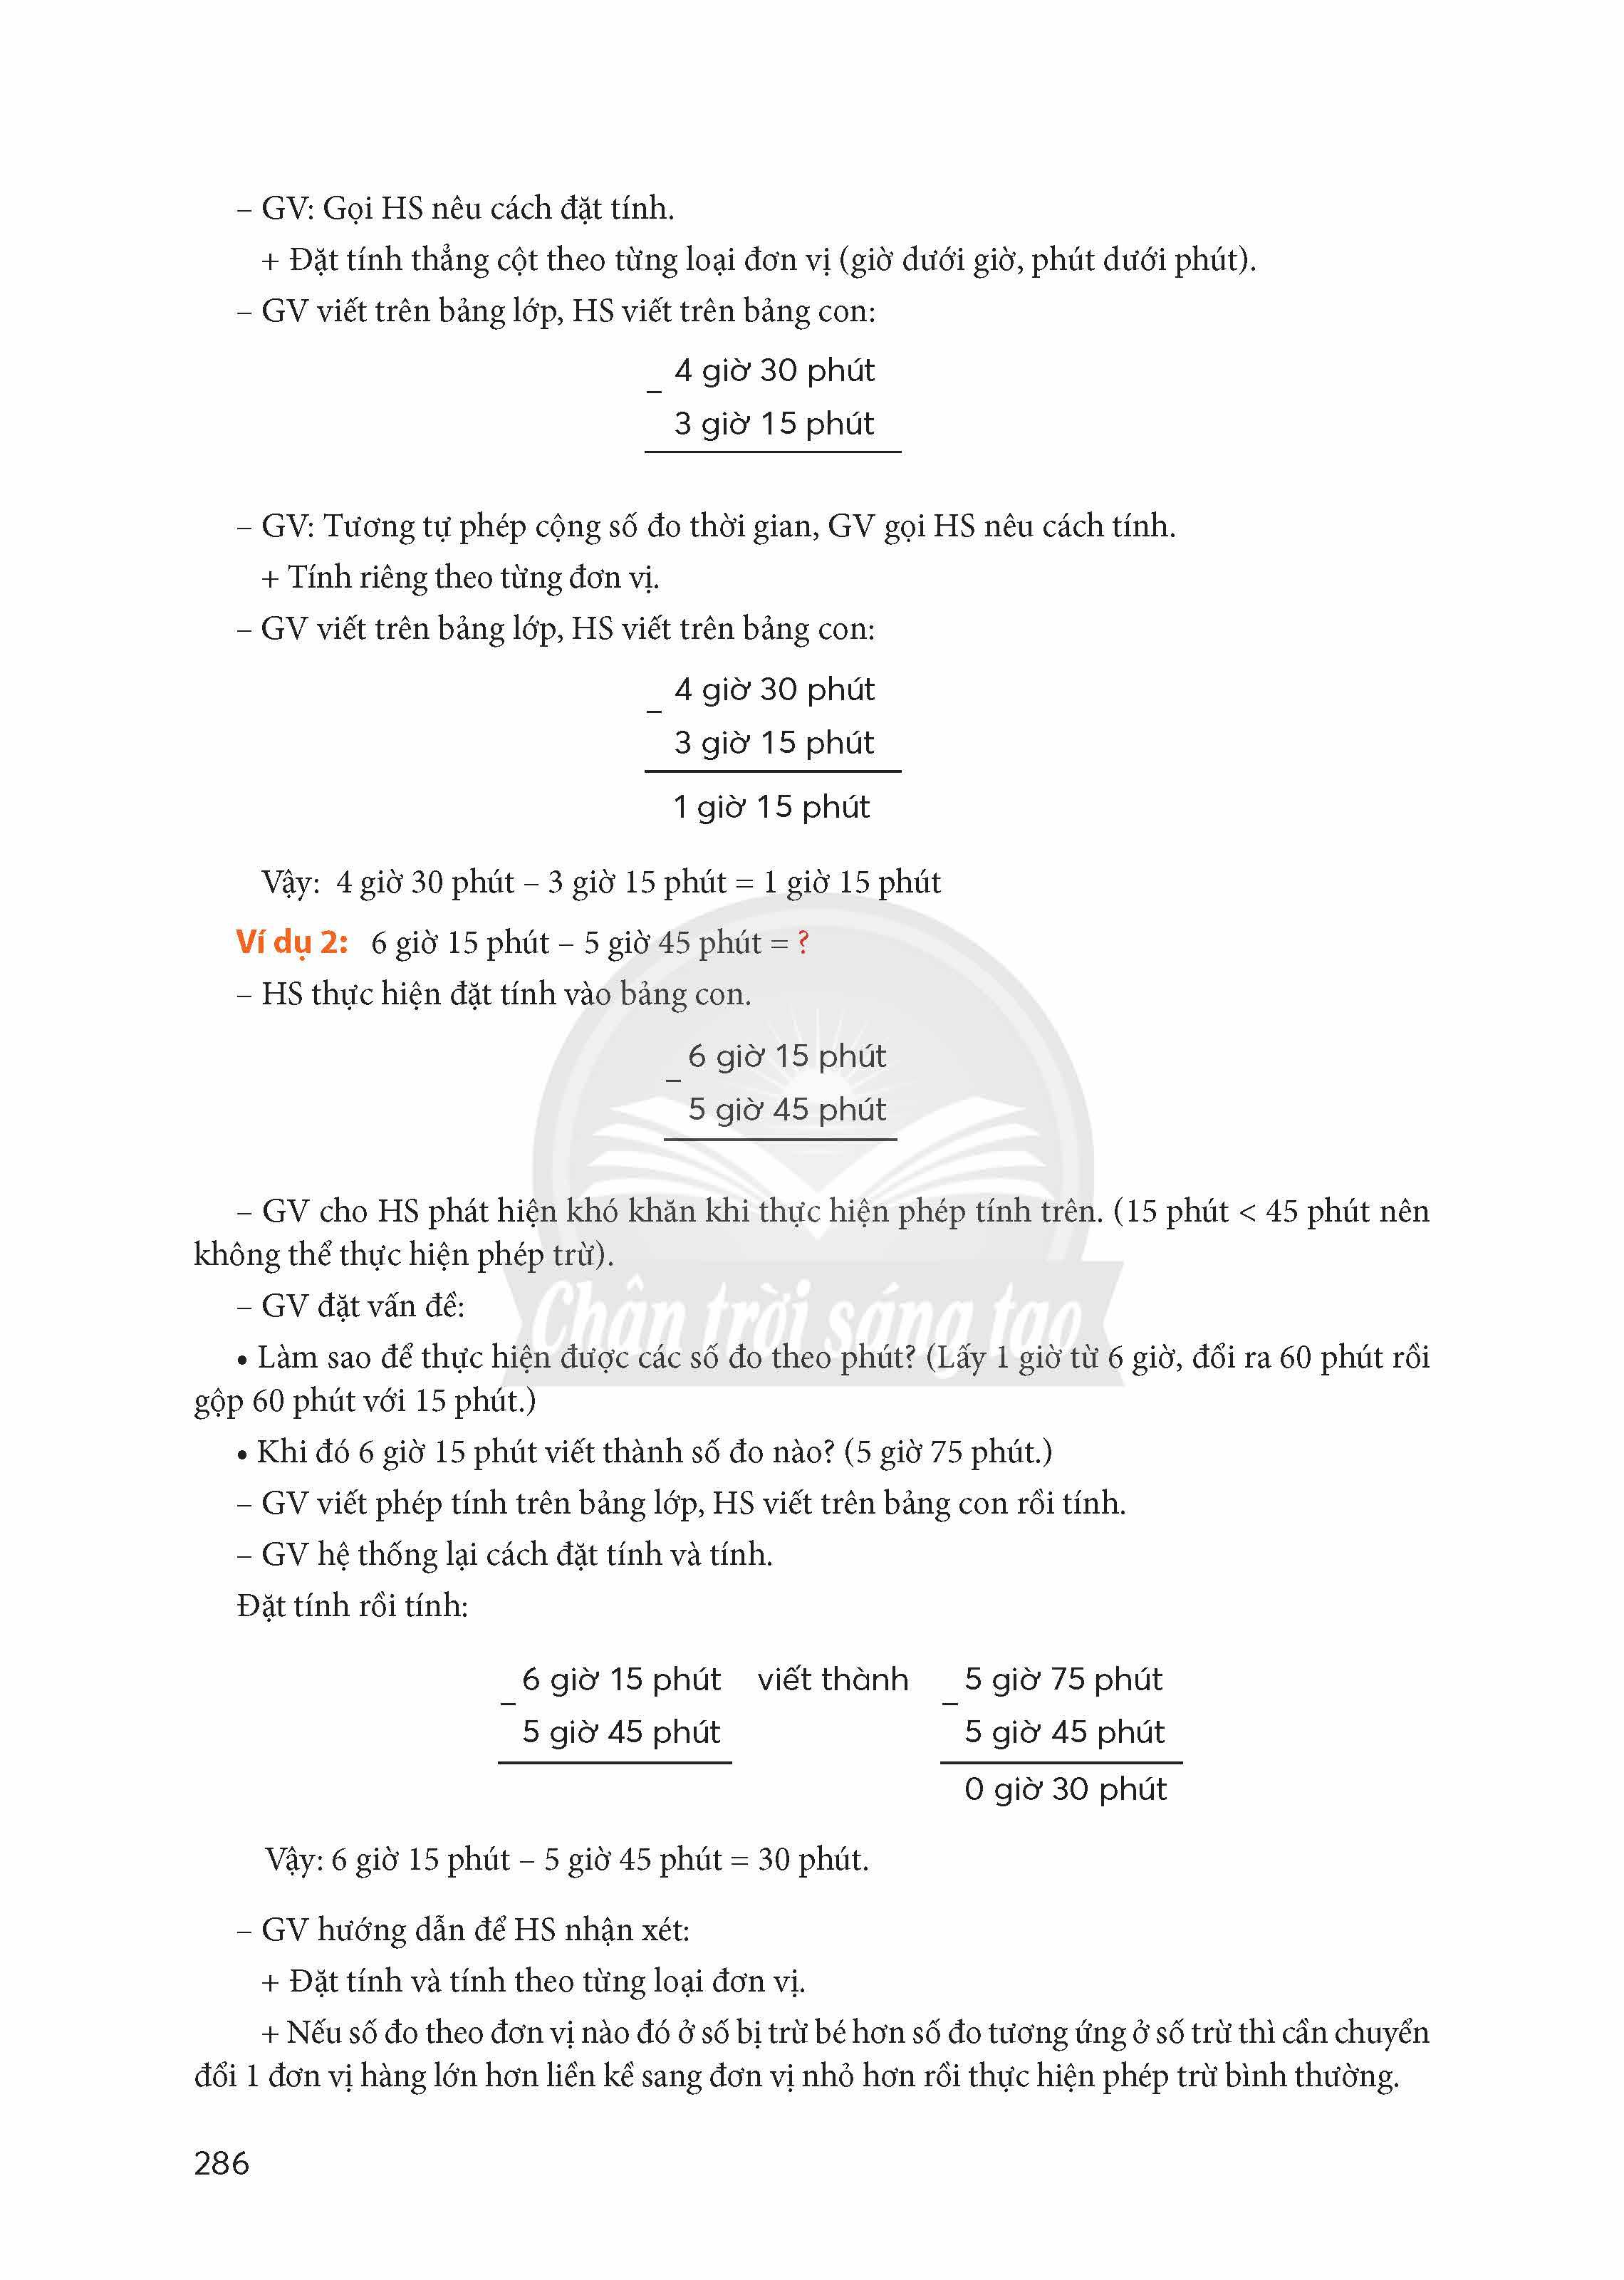 – GV: Gọi HS nêu cách đặt tính.
+ Đặt tính thẳng cột theo từng loại đơn vị (giờ dưới giờ, phút dưới phút).
– GV viết trên bảng lớp, HS viết trên bảng con:
4 giờ 30 phút
–
3 giờ 15 phút
– GV: Tương tự phép cộng số đo thời gian, GV gọi HS nêu cách tính.
+ Tính riêng theo từng đơn vị.
– GV viết trên bảng lớp, HS viết trên bảng con:
4 giờ 30 phút
–
3 giờ 15 phút
1 giờ 15 phút
Vậy: 4 giờ 30 phút – 3 giờ 15 phút = 1 giờ 15 phút
Ví dụ 2: 6 giờ 15 phút – 5 giờ 45 phút = ?
– HS thực hiện đặt tính vào bảng con.
6 giờ 15 phút
–
5 giờ 45 phút
– GV cho HS phát hiện khó khăn khi thực hiện phép tính trên. (15 phút < 45 phút nên
không thể thực hiện phép trừ).
– GV đặt vấn đề:
Chân trời sáng tạo
• Làm sao để thực hiện được các số đo theo phút? (Lấy 1 giờ từ 6 giờ, đổi ra 60 phút rồi
gộp 60 phút với 15 phút.)
• Khi đó 6 giờ 15 phút viết thành số đo nào? (5 giờ 75 phút.)
– GV viết phép tính trên bảng lớp, HS viết trên bảng con rồi tính.
– GV hệ thống lại cách đặt tính và tính.
Đặt tính rồi tính:
6 giờ 15 phút viết thành 5 giờ 75 phút
– –
5 giờ 45 phút 5 giờ 45 phút
0 giờ 30 phút
Vậy: 6 giờ 15 phút – 5 giờ 45 phút = 30 phút.
– GV hướng dẫn để HS nhận xét:
+ Đặt tính và tính theo từng loại đơn vị.
+ Nếu số đo theo đơn vị nào đó ở số bị trừ bé hơn số đo tương ứng ở số trừ thì cần chuyển
đổi 1 đơn vị hàng lớn hơn liền kề sang đơn vị nhỏ hơn rồi thực hiện phép trừ bình thường.
286